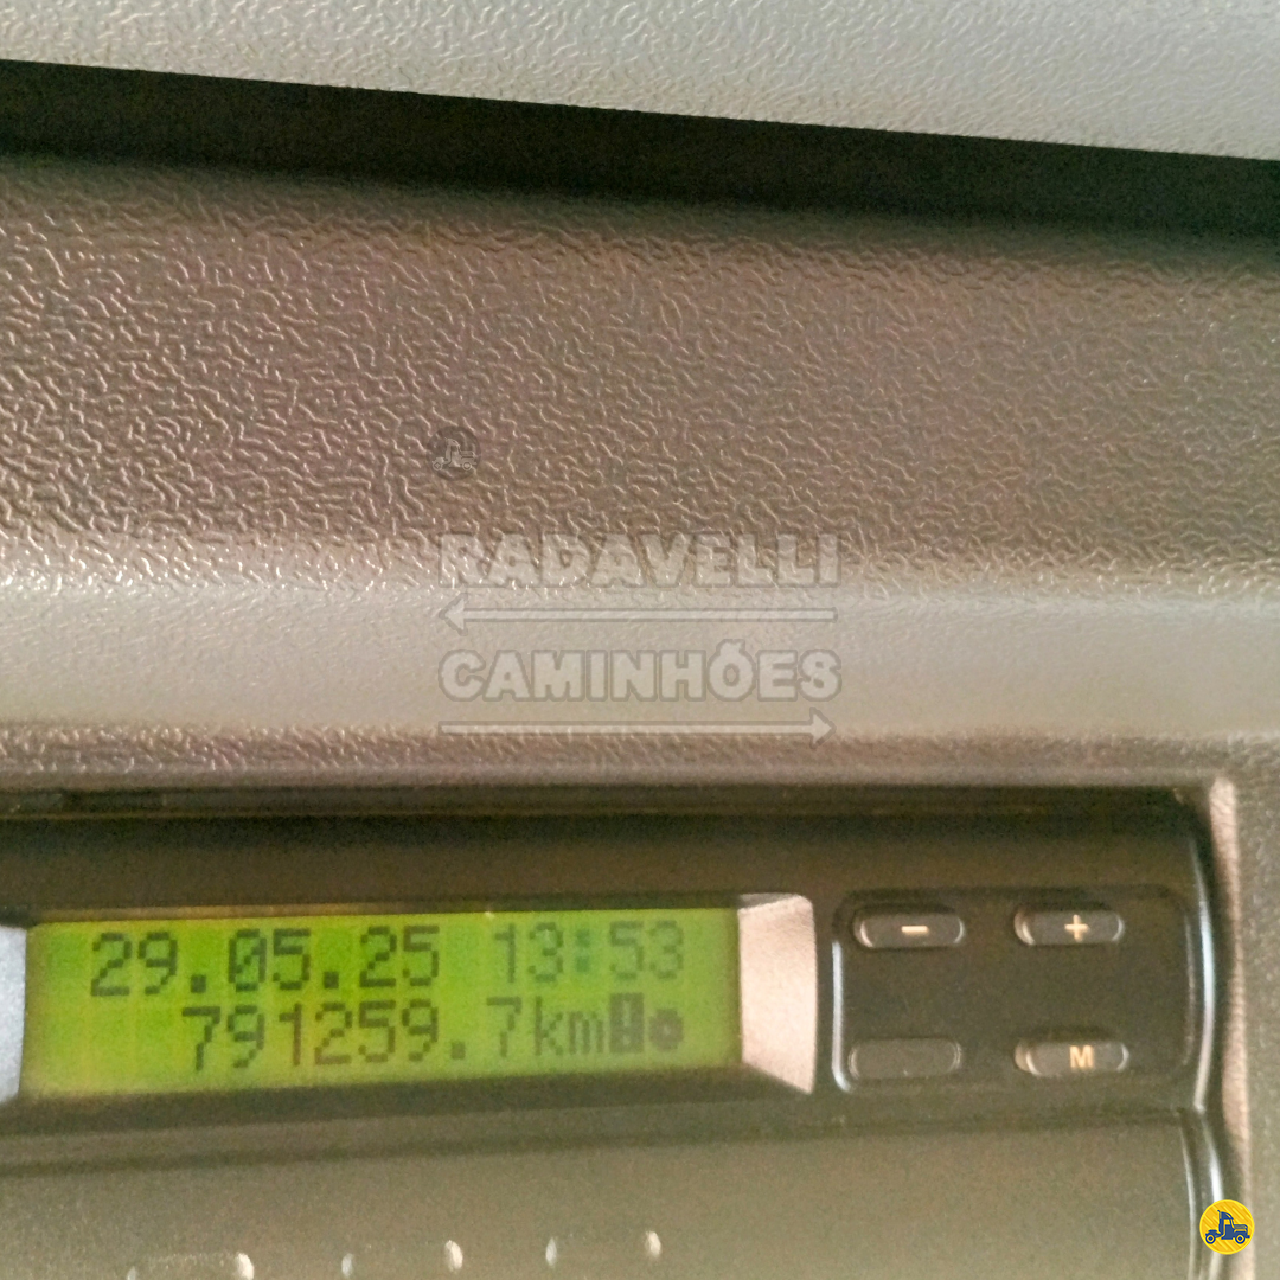 RADAVELLI
CAMINHÕES
29.05.25 13:53
791259.7km
- +
M